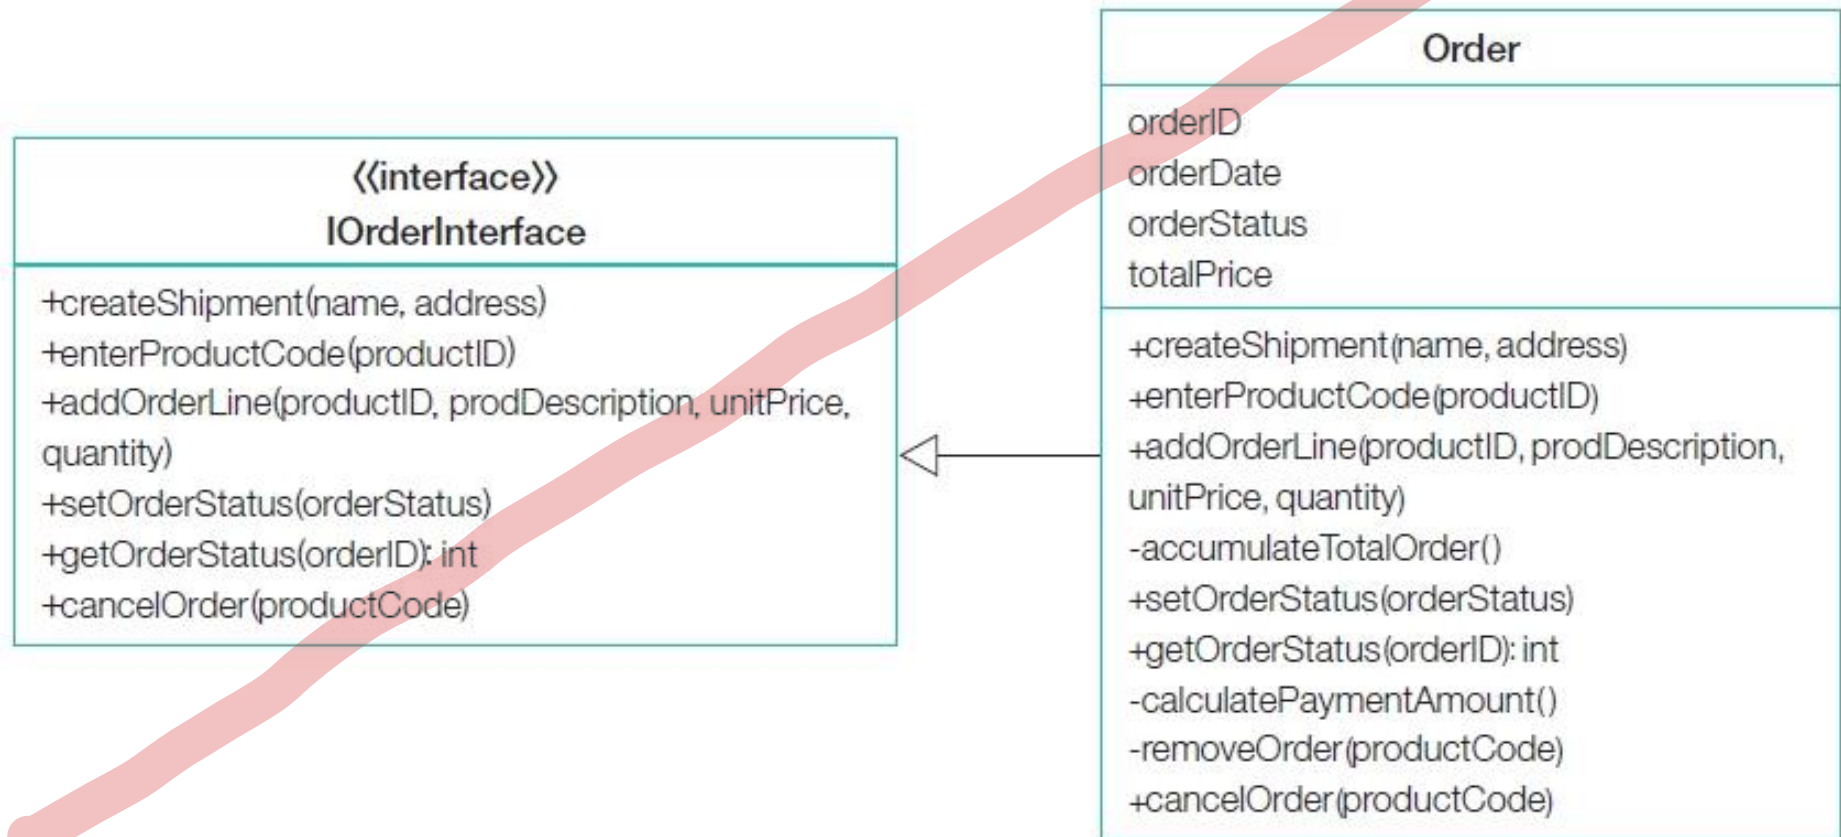 ⟨⟨interface⟩⟩
IOrderInterface
+createShipment(name, address)
+enterProductCode(productID)
+addOrderLine(productID, prodDescription, unitPrice,
quantity)
+setOrderStatus(orderStatus)
+getOrderStatus(orderID): int
+cancelOrder(productCode)
Order
orderID
orderDate
orderStatus
totalPrice
+createShipment(name, address)
+enterProductCode(productID)
+addOrderLine(productID, prodDescription,
unitPrice, quantity)
-accumulateTotalOrder()
+setOrderStatus(orderStatus)
+getOrderStatus(orderID): int
-calculatePaymentAmount()
-removeOrder(productCode)
+cancelOrder(productCode)